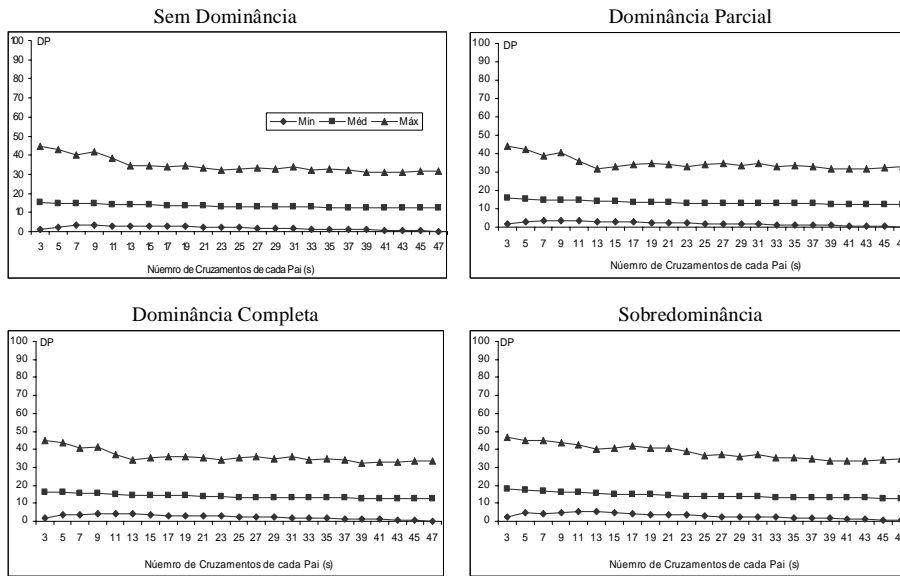 Sem Dominância
DP
100
90
80
70
60
50
40
30
20
10
0
Min Méd Máx
3 5 7 9 11 13 15 17 19 21 23 25 27 29 31 33 35 37 39 41 43 45 47
Núemro de Cruzamentos de cada Pai (s)
Dominância Parcial
DP
100
90
80
70
60
50
40
30
20
10
0
3 5 7 9 11 13 15 17 19 21 23 25 27 29 31 33 35 37 39 41 43 45
Núemro de Cruzamentos de cada Pai (s)
Dominância Completa
DP
100
90
80
70
60
50
40
30
20
10
0
3 5 7 9 11 13 15 17 19 21 23 25 27 29 31 33 35 37 39 41 43 45 47
Núemro de Cruzamentos de cada Pai (s)
Sobredominância
DP
100
90
80
70
60
50
40
30
20
10
0
3 5 7 9 11 13 15 17 19 21 23 25 27 29 31 33 35 37 39 41 43 45
Núemro de Cruzamentos de cada Pai (s)